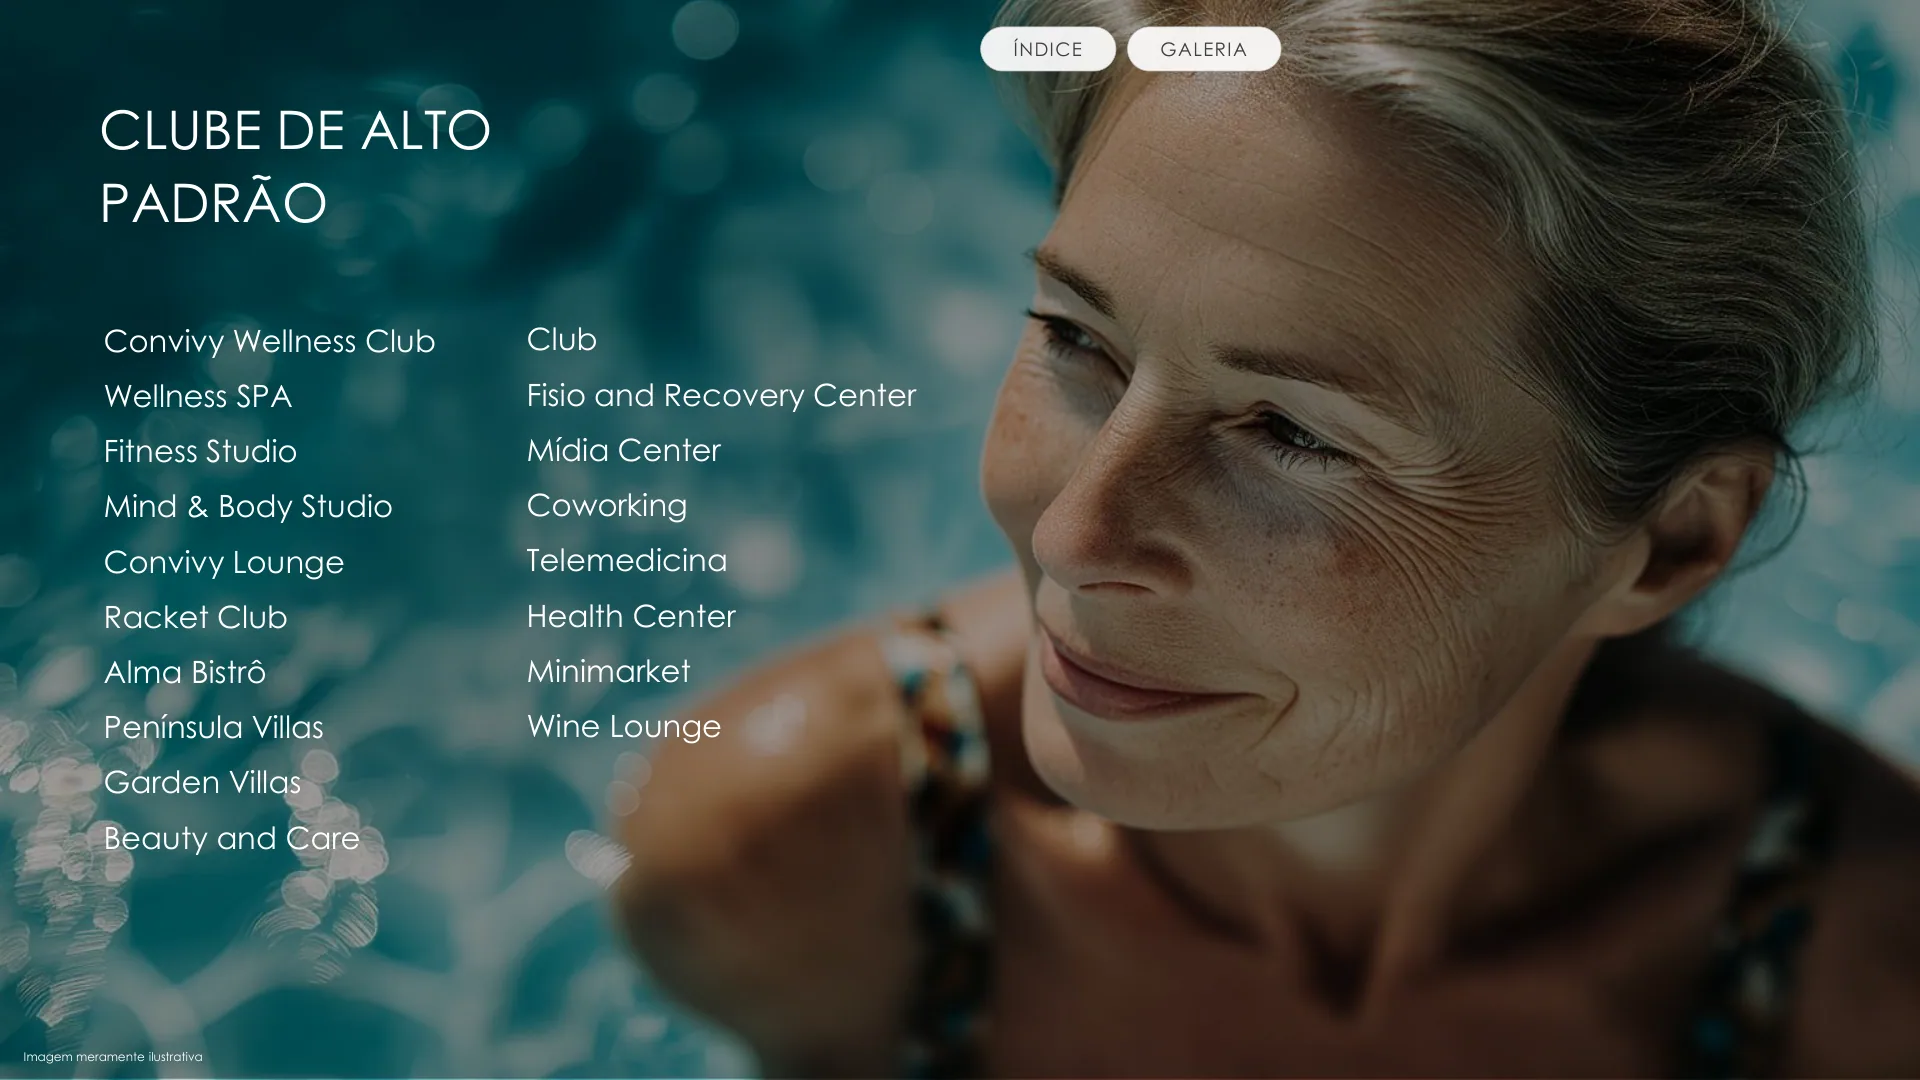 ÍNDICE
GALERIA
CLUBE DE ALTO
PADRÃO
Convivy Wellness Club
Wellness SPA
Fitness Studio
Mind & Body Studio
Convivy Lounge
Racket Club
Alma Bistrô
Península Villas
Garden Villas
Beauty and Care
Club
Fisio and Recovery Center
Mídia Center
Coworking
Telemedicina
Health Center
Minimarket
Wine Lounge
Imagem meramente ilustrativa